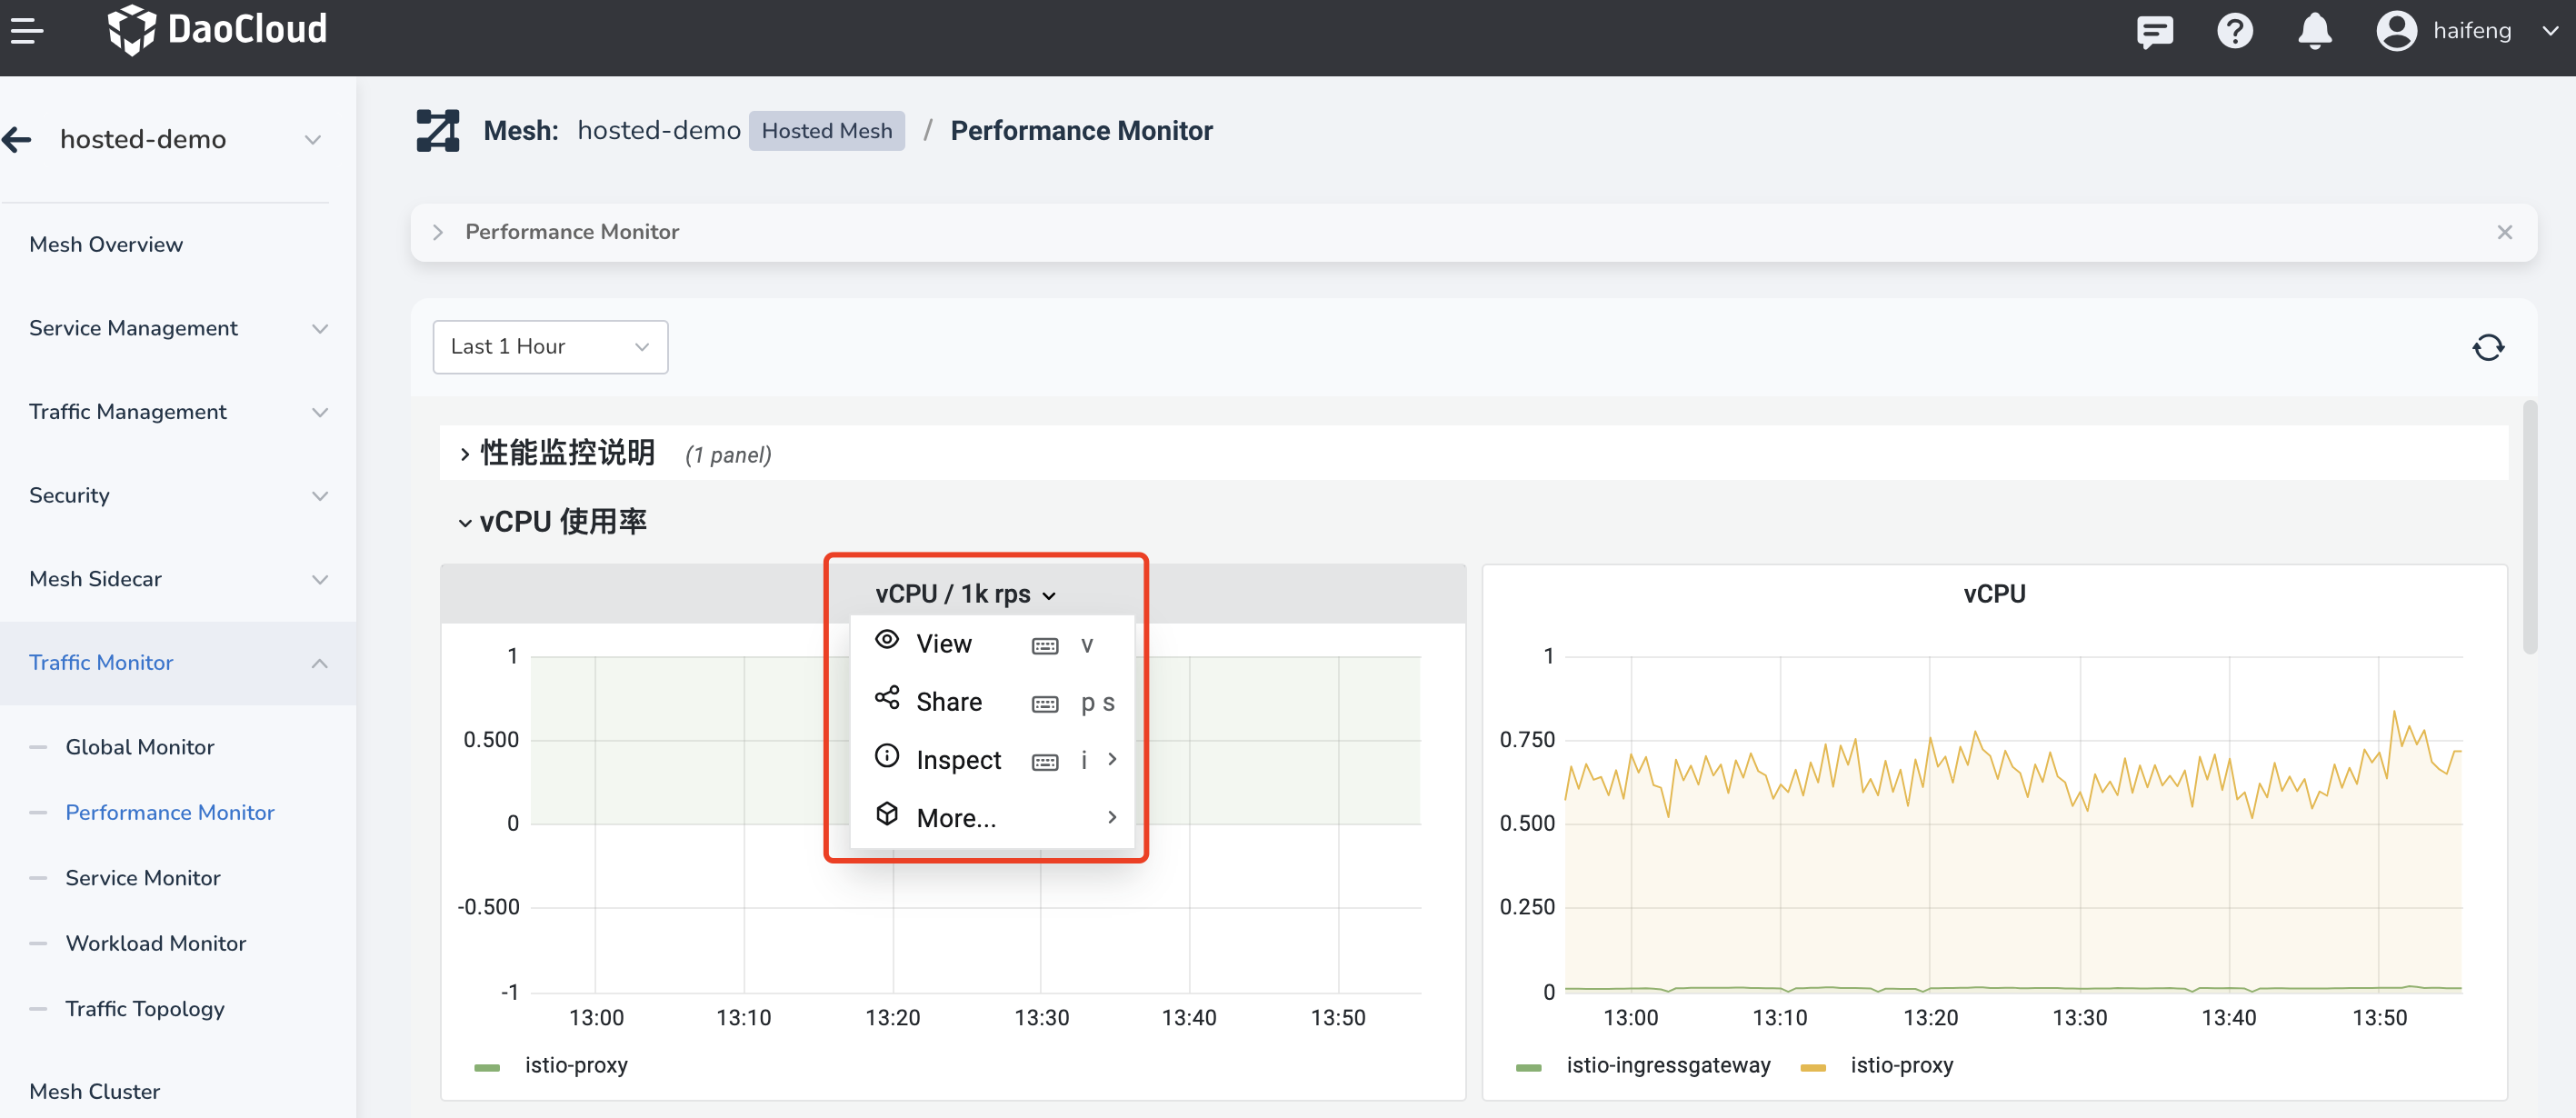 DaoCloud
haifeng
hosted-demo
Mesh Overview
Service Management
Traffic Management
Security
Mesh Sidecar
Traffic Monitor
Global Monitor
Performance Monitor
Service Monitor
Workload Monitor
Traffic Topology
Mesh Cluster
Mesh: hosted-demo Hosted Mesh / Performance Monitor
Performance Monitor
Last 1 Hour
性能监控说明 (1 panel)
vCPU 使用率
vCPU / 1k rps
View v
Share p s
Inspect i
More...
1
0.500
0
-0.500
-1
13:00 13:10 13:20 13:30 13:40 13:50
istio-proxy
vCPU
1
0.750
0.500
0.250
0
13:00 13:10 13:20 13:30 13:40 13:50
istio-ingressgateway istio-proxy